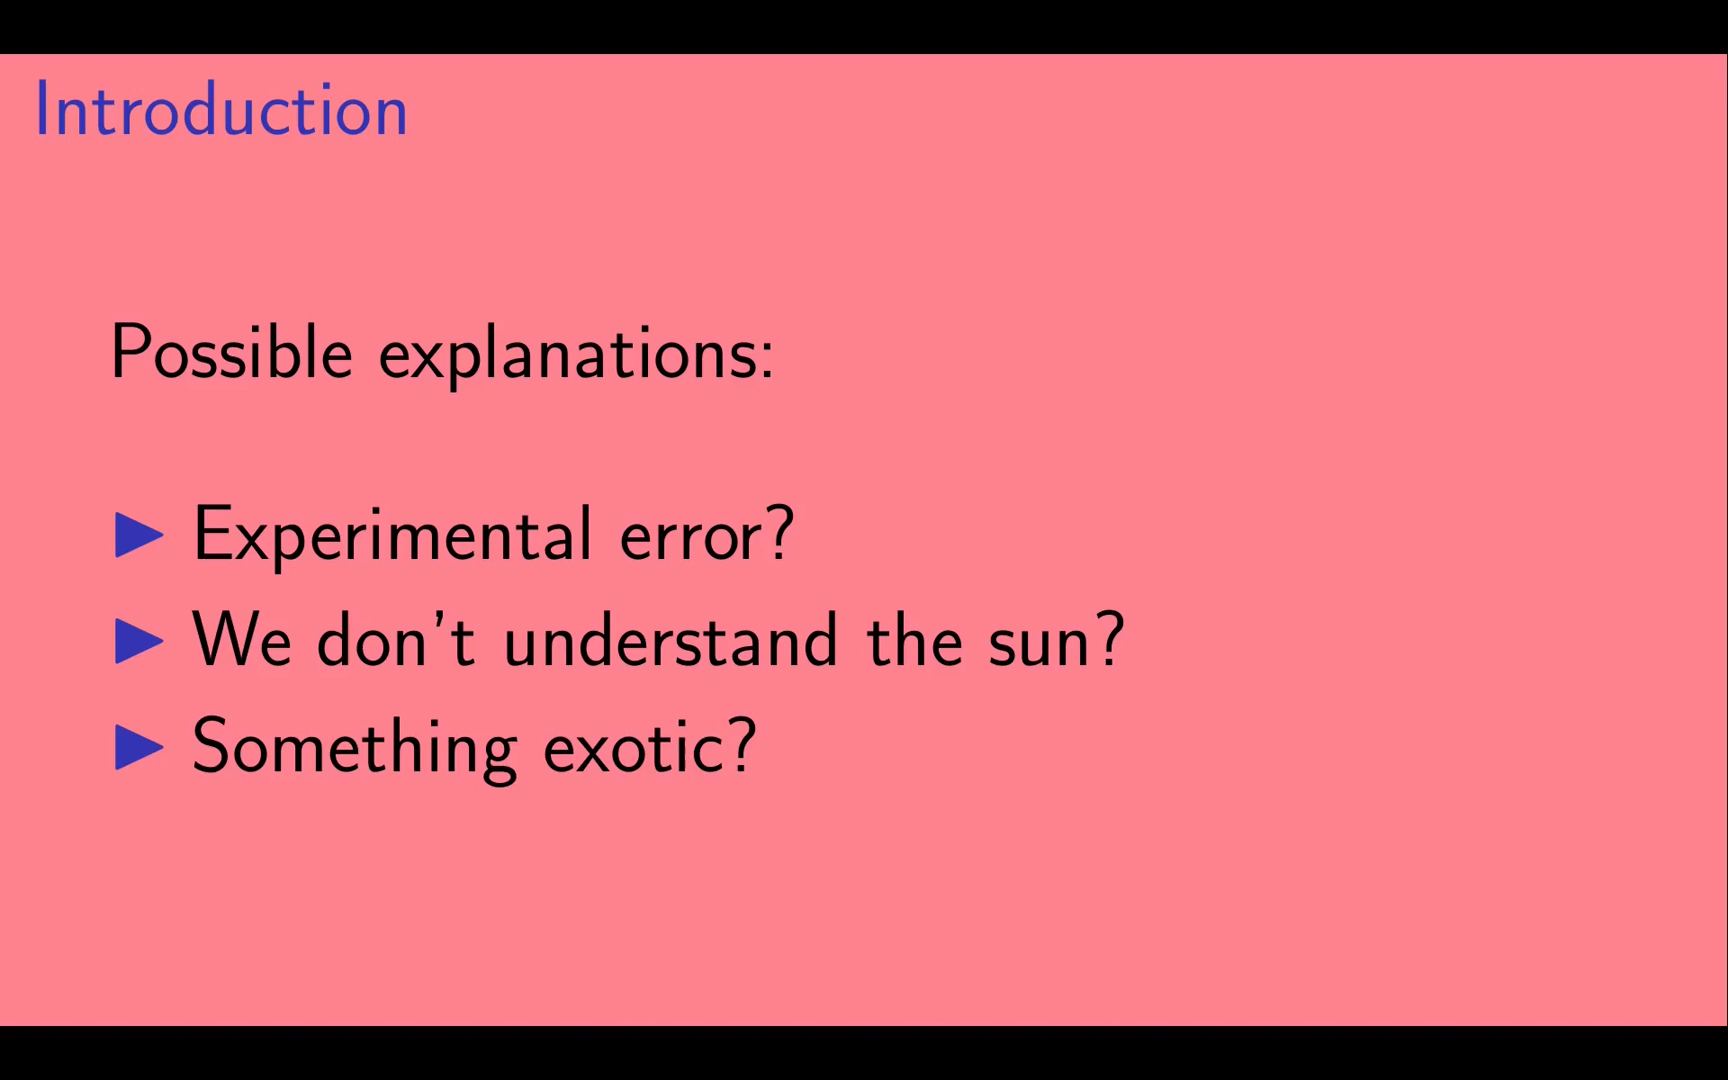 Introduction
Possible explanations:
Experimental error?
We don't understand the sun?
Something exotic?